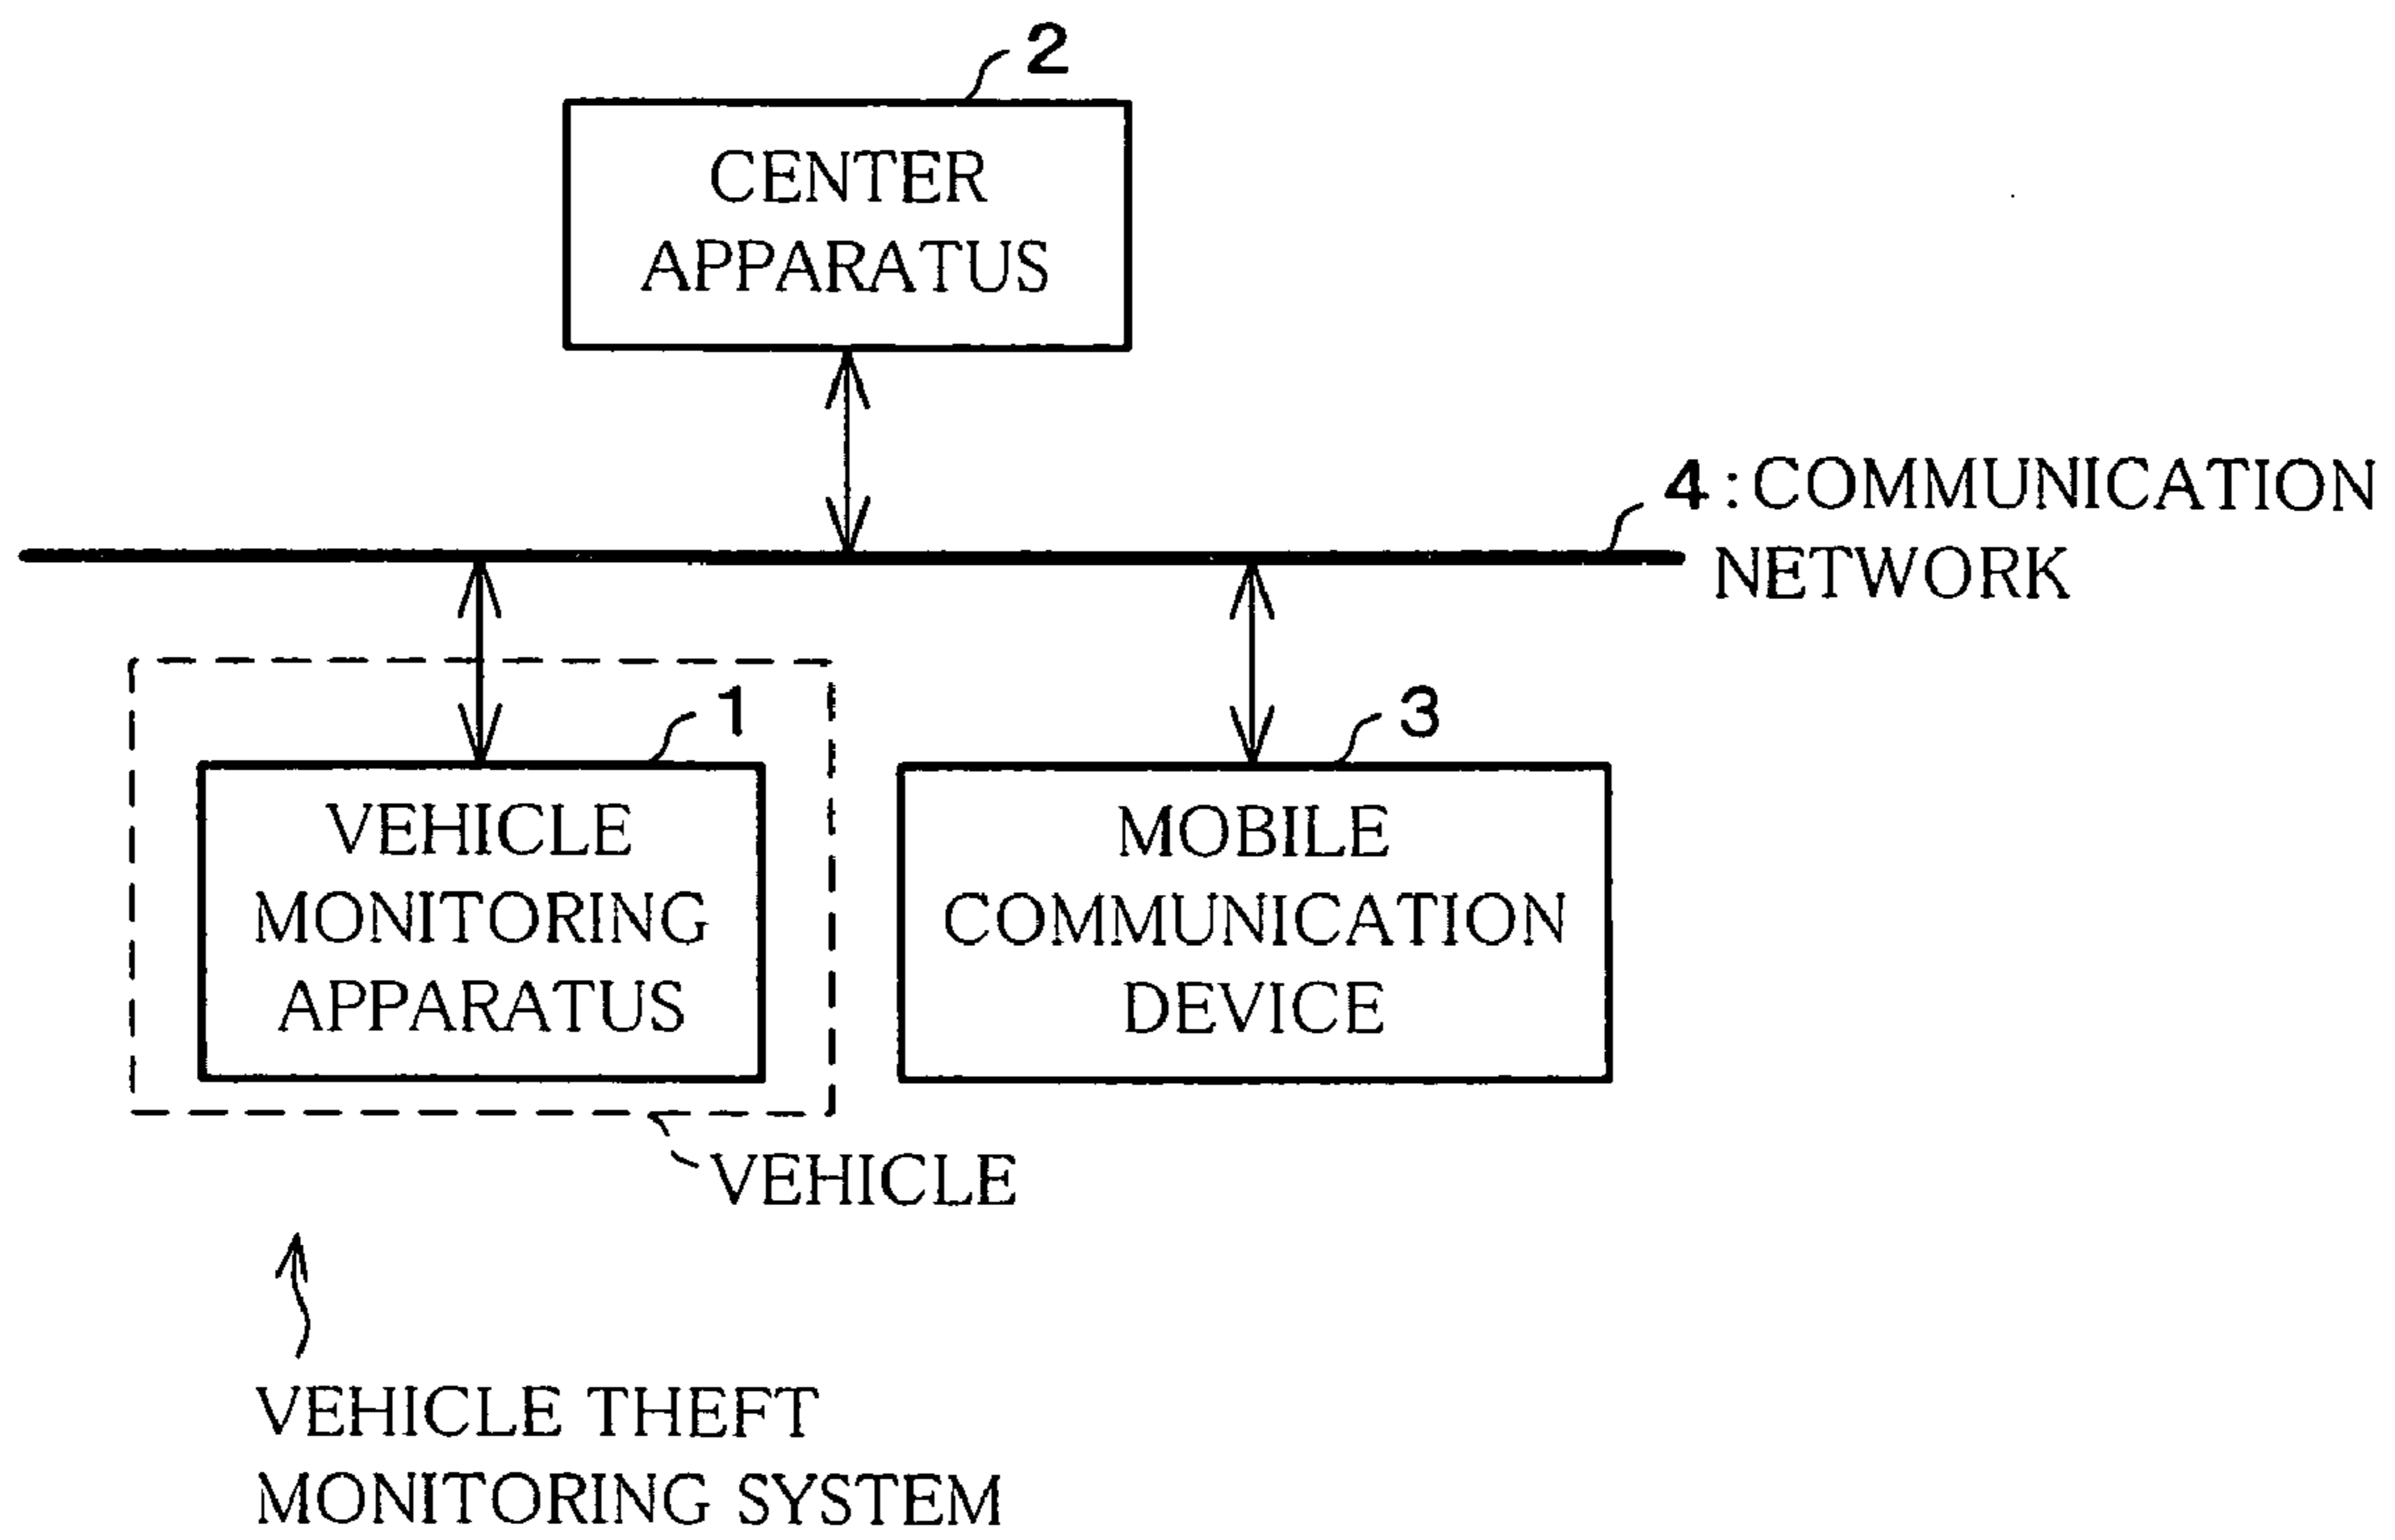 2
CENTER
APPARATUS
4 : COMMUNICATION
NETWORK
1
3
VEHICLE
MONITORING
APPARATUS
MOBILE
COMMUNICATION
DEVICE
VEHICLE
VEHICLE THEFT
MONITORING SYSTEM